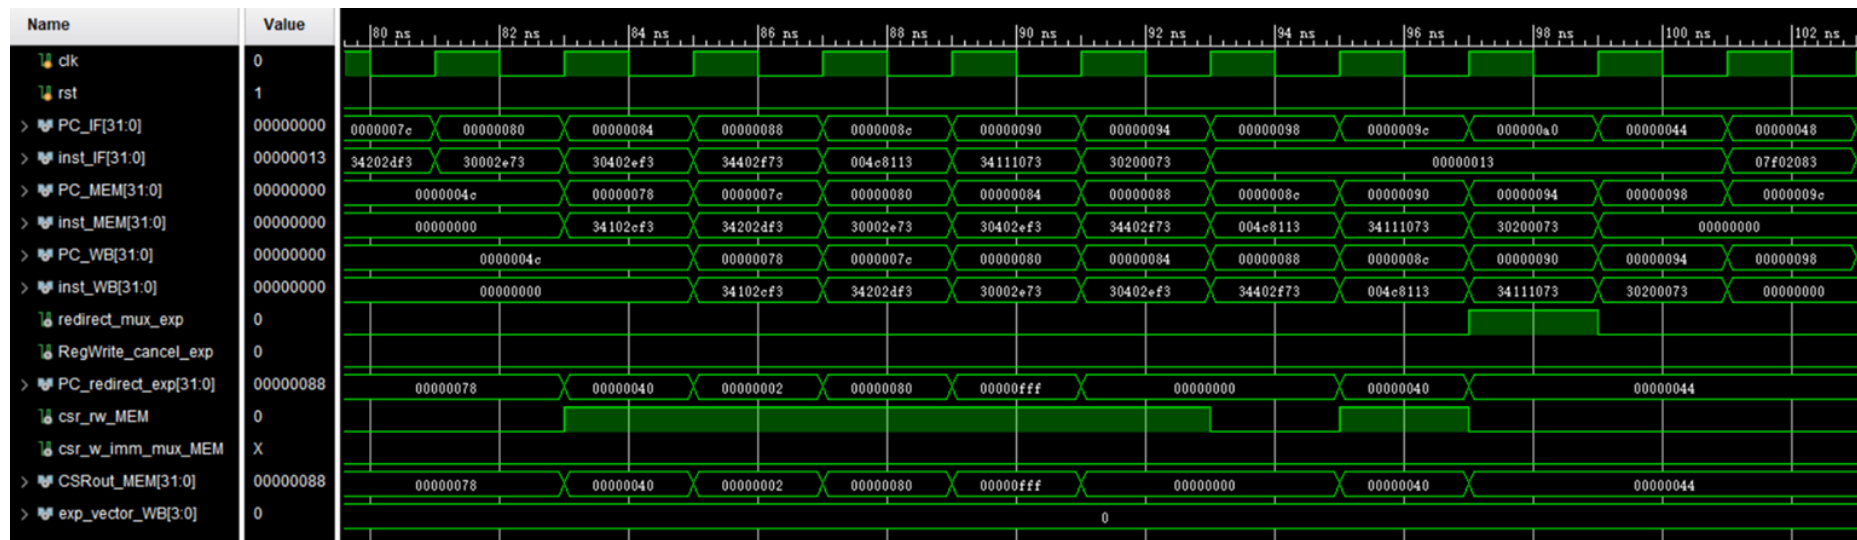 Name Value 80 ns 82 ns 84 ns 86 ns 88 ns 90 ns 92 ns 94 ns 96 ns 98 ns 100 ns 102 ns
clk 0
rst 1
PC_IF[31:0] 00000000 0000007c 00000080 00000084 00000088 0000008c 00000090 00000094 00000098 0000009c 000000a0 00000044 00000048
inst_IF[31:0] 00000013 34202df3 30002e73 30402ef3 34402f73 004c8113 34111073 30200073 00000013 07f02083
PC_MEM[31:0] 00000000 0000004c 00000078 0000007c 00000080 00000084 00000088 0000008c 00000090 00000094 00000098 0000009c
inst_MEM[31:0] 00000000 00000000 34102cf3 34202df3 30002e73 30402ef3 34402f73 004c8113 34111073 30200073 00000000
PC_WB[31:0] 00000000 0000004c 00000078 0000007c 00000080 00000084 00000088 0000008c 00000090 00000094 00000098
inst_WB[31:0] 00000000 00000000 34102cf3 34202df3 30002e73 30402ef3 34402f73 004c8113 34111073 30200073 00000000
redirect_mux_exp 0
RegWrite_cancel_exp 0
PC_redirect_exp[31:0] 00000088 00000078 00000040 00000002 00000080 00000fff 00000000 00000040 00000044
csr_rw_MEM 0
csr_w_imm_mux_MEM X
CSRout_MEM[31:0] 00000088 00000078 00000040 00000002 00000080 00000fff 00000000 00000040 00000044
exp_vector_WB[3:0] 0 0